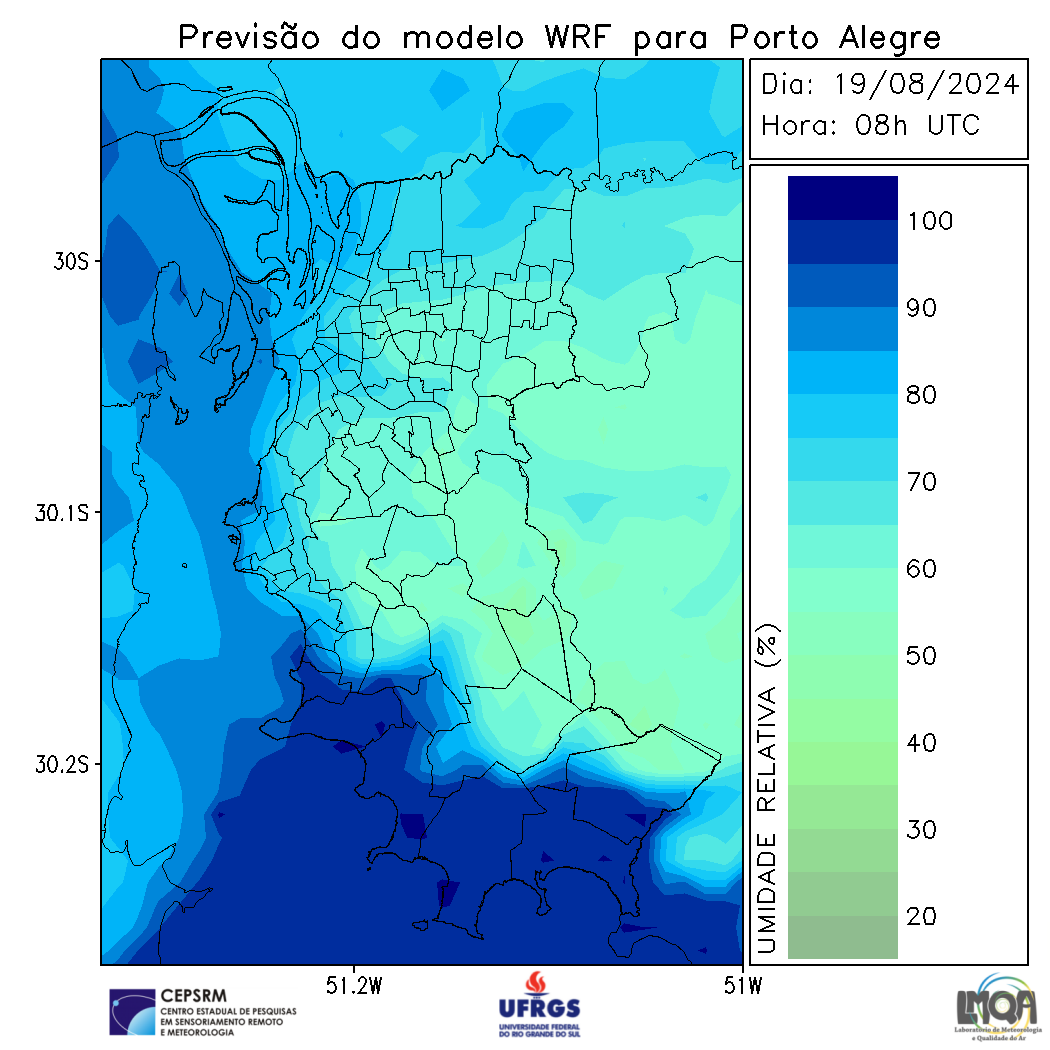 Previsão do modelo WRF para Porto Alegre
Dia: 19/08/2024
Hora: 08h UTC
30S
30.1S
30.2S
51.2W
51W
100
90
80
70
60
50
40
30
20
UMIDADE RELATIVA (%)
CEPSRM
CENTRO ESTADUAL DE PESQUISAS
EM SENSORIAMENTO REMOTO
E METEOROLOGIA
UFRGS
UNIVERSIDADE FEDERAL
DO RIO GRANDE DO SUL
LMQA
Laboratório de Meteorologia
e Qualidade do Ar